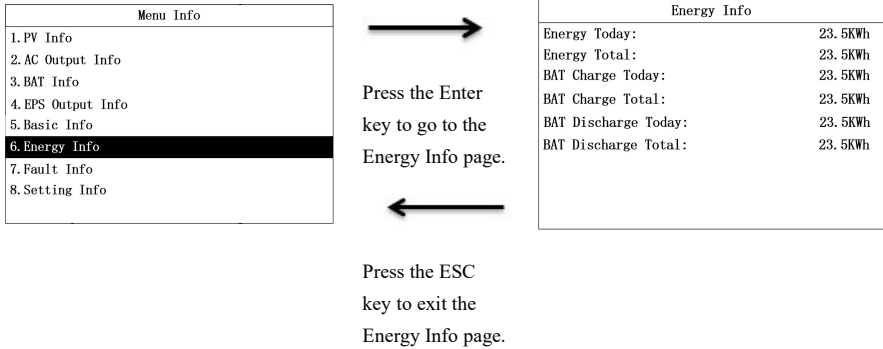 Menu Info
1.PV Info
2.AC Output Info
3.BAT Info
4.EPS Output Info
5.Basic Info
6.Energy Info
7.Fault Info
8.Setting Info
Press the Enter
key to go to the
Energy Info page.
Press the ESC
key to exit the
Energy Info page.
Energy Info
Energy Today: 23.5KWh
Energy Total: 23.5KWh
BAT Charge Today: 23.5KWh
BAT Charge Total: 23.5KWh
BAT Discharge Today: 23.5KWh
BAT Discharge Total: 23.5KWh